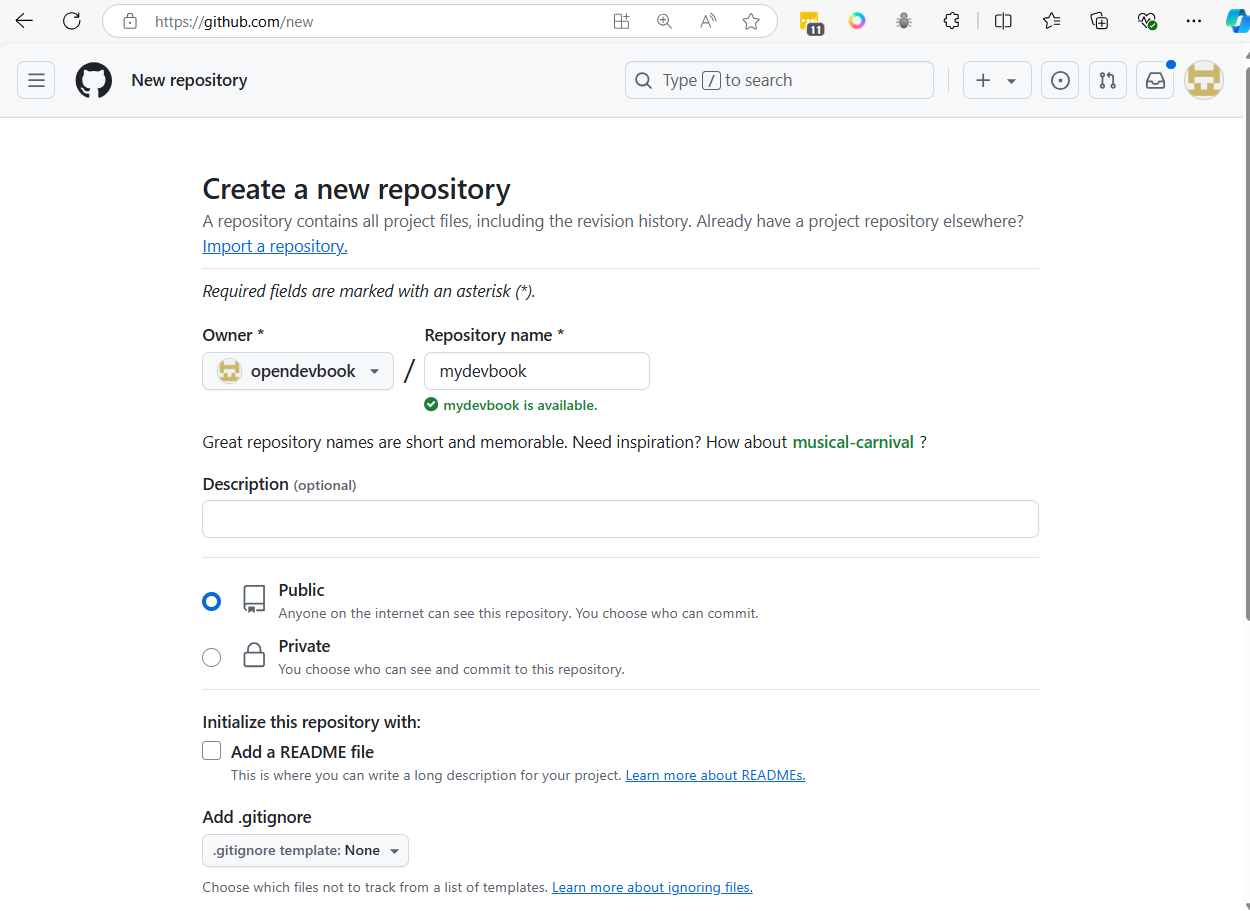 https://github.com/new
11
New repository
Type / to search
Create a new repository
A repository contains all project files, including the revision history. Already have a project repository elsewhere?
Import a repository.
Required fields are marked with an asterisk (*).
Owner * Repository name *
opendevbook / mydevbook
mydevbook is available.
Great repository names are short and memorable. Need inspiration? How about musical-carnival ?
Description (optional)
Public
Anyone on the internet can see this repository. You choose who can commit.
Private
You choose who can see and commit to this repository.
Initialize this repository with:
Add a README file
This is where you can write a long description for your project. Learn more about READMEs.
Add .gitignore
.gitignore template: None
Choose which files not to track from a list of templates. Learn more about ignoring files.